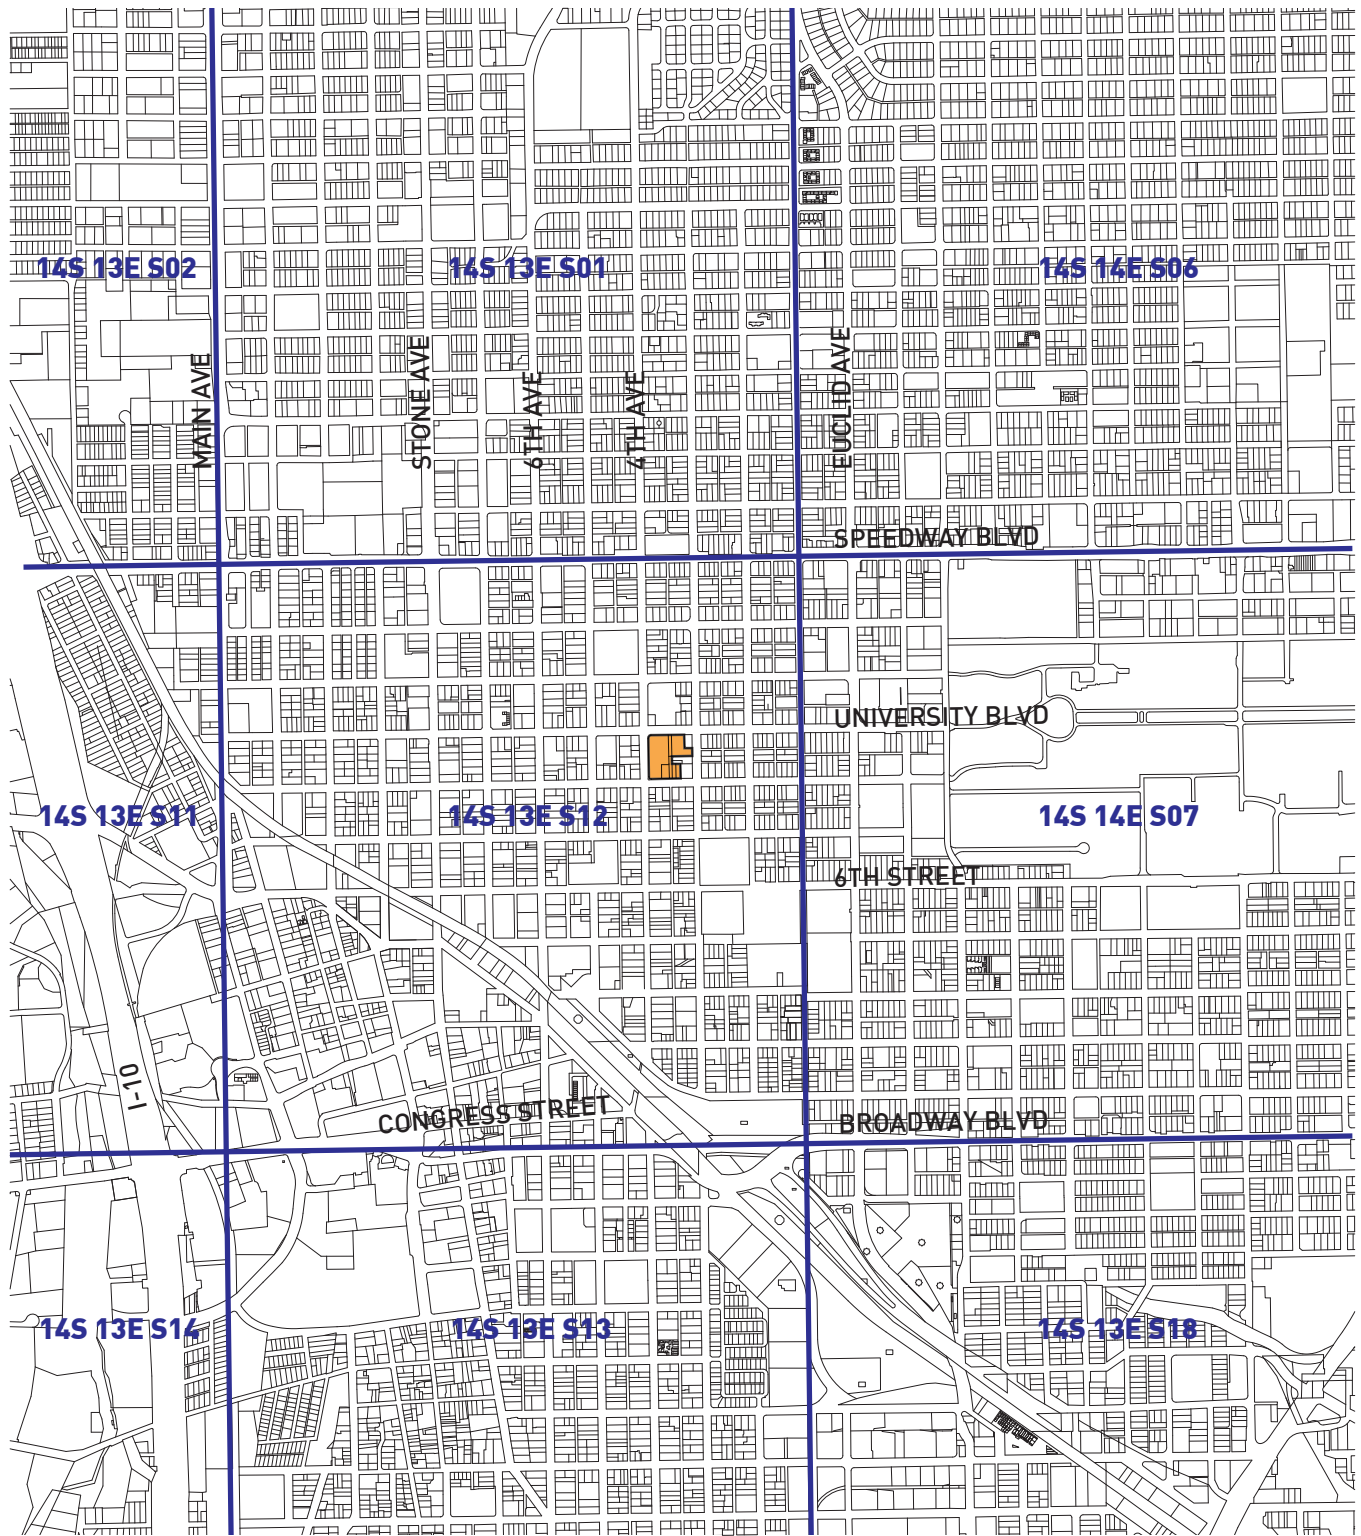 14S 13E S02
14S 13E S01
14S 14E S06
MAIN AVE
STONE AVE
6TH AVE
4TH AVE
EUCLID AVE
SPEEDWAY BLVD
UNIVERSITY BLVD
14S 13E S11
14S 13E S12
14S 14E S07
6TH STREET
I-10
CONGRESS STREET
BROADWAY BLVD
14S 13E S14
14S 13E S13
14S 13E S18